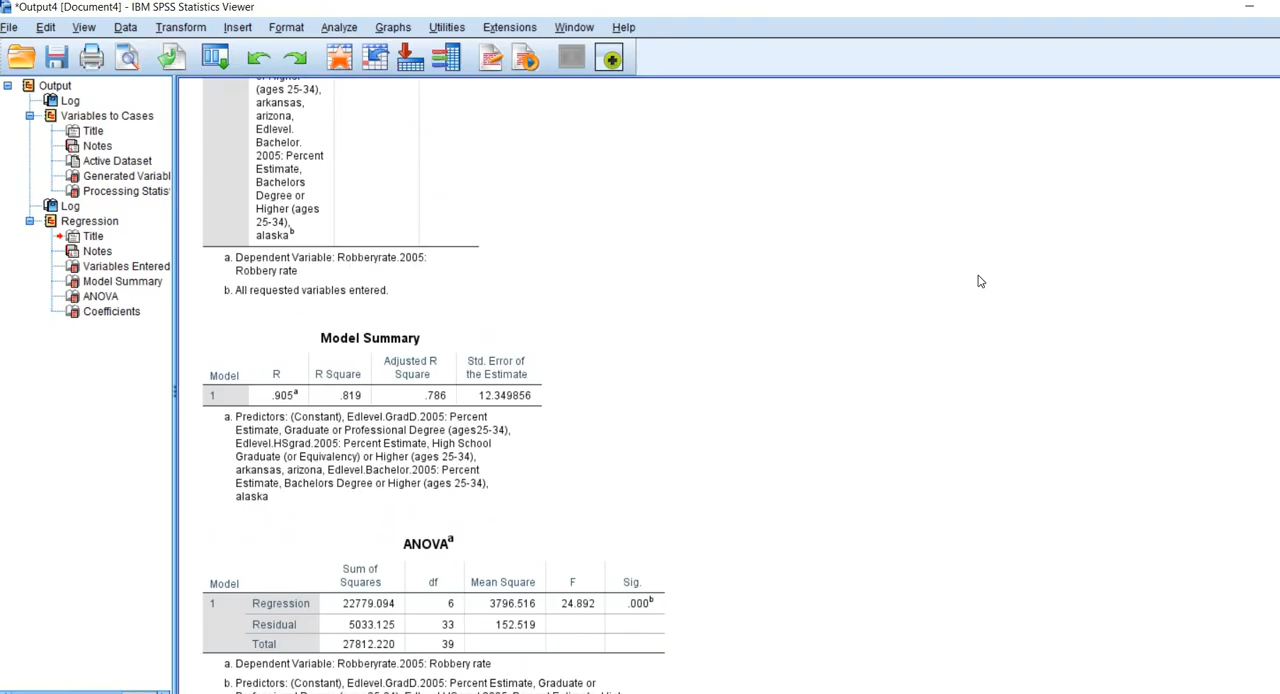 *Output4 [Document4] - IBM SPSS Statistics Viewer
File Edit View Data Transform Insert Format Analyze Graphs Utilities Extensions Window Help
Output
Log
Variables to Cases
Title
Notes
Active Dataset
Generated Variabl
Processing Statis
Log
Regression
Title
Notes
Variables Entered
Model Summary
ANOVA
Coefficients
(ages 25-34),
arkansas,
arizona,
Edlevel.
Bachelor.
2005: Percent
Estimate,
Bachelors
Degree or
Higher (ages
25-34),
alaska b
a. Dependent Variable: Robberyrate.2005:
Robbery rate
b. All requested variables entered.
Model Summary
Model R R Square Adjusted R Square Std. Error of the Estimate
1 .905a .819 .786 12.349856
a. Predictors: (Constant), Edlevel.GradD.2005: Percent
Estimate, Graduate or Professional Degree (ages25-34),
Edlevel.HSgrad.2005: Percent Estimate, High School
Graduate (or Equivalency) or Higher (ages 25-34),
arkansas, arizona, Edlevel.Bachelor.2005: Percent
Estimate, Bachelors Degree or Higher (ages 25-34),
alaska
ANOVAa
Model Sum of Squares df Mean Square F Sig.
1 Regression 22779.094 6 3796.516 24.892 .000b
Residual 5033.125 33 152.519
Total 27812.220 39
a. Dependent Variable: Robberyrate.2005: Robbery rate
b. Predictors: (Constant), Edlevel.GradD.2005: Percent Estimate, Graduate or